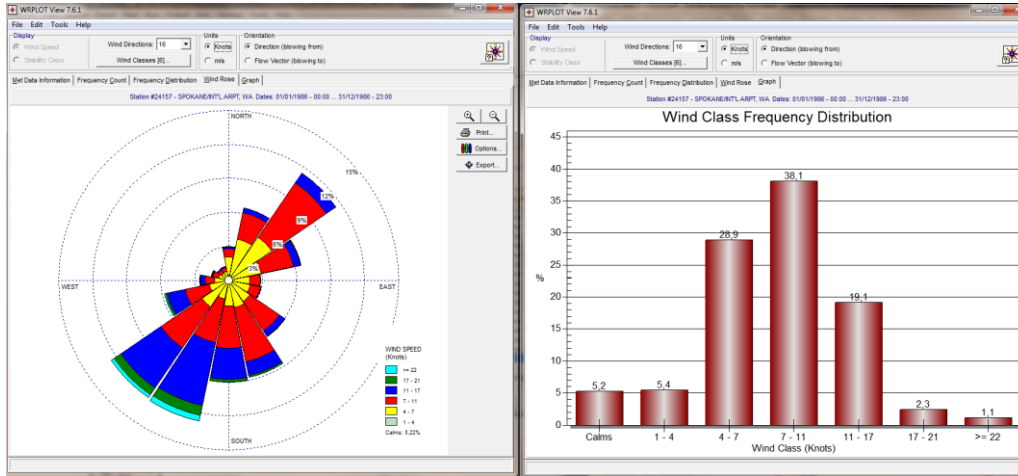 WRPLOT View 7.6.1
File Edit Tools Help
Display
Wind Speed
Stability Class
Wind Directions: 16
Wind Classes [6]...
Units
Knots
m/s
Orientation
Direction (blowing from)
Flow Vector (blowing to)
Met Data Information Frequency Count Frequency Distribution Wind Rose Graph
Station #24157 - SPOKANE/INT'L ARPT, WA Dates: 01/01/1986 - 00:00 ... 31/12/1986 - 23:00
NORTH
15%
12%
9%
6%
3%
WEST
EAST
SOUTH
Print...
Options...
Export...
WIND SPEED
(Knots)
>= 22
17 - 21
11 - 17
7 - 11
4 - 7
1 - 4
Calms: 5,22%
WRPLOT View 7.6.1
File Edit Tools Help
Display
Wind Speed
Stability Class
Wind Directions: 16
Wind Classes [6]...
Units
Knots
m/s
Orientation
Direction (blowing from)
Flow Vector (blowing to)
Met Data Information Frequency Count Frequency Distribution Wind Rose Graph
Station #24157 - SPOKANE/INT'L ARPT, WA Dates: 01/01/1986 - 00:00 ... 31/12/1986 - 23:00
Wind Class Frequency Distribution
45
40
35
30
25
20
15
10
5
0
%
5,2
5,4
28,9
38,1
19,1
2,3
1,1
Calms 1 - 4 4 - 7 7 - 11 11 - 17 17 - 21 >= 22
Wind Class (Knots)